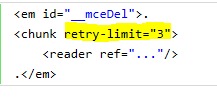 <em id="__mceDel">.
<chunk retry-limit="3">
<reader ref="..."/>
.</em>